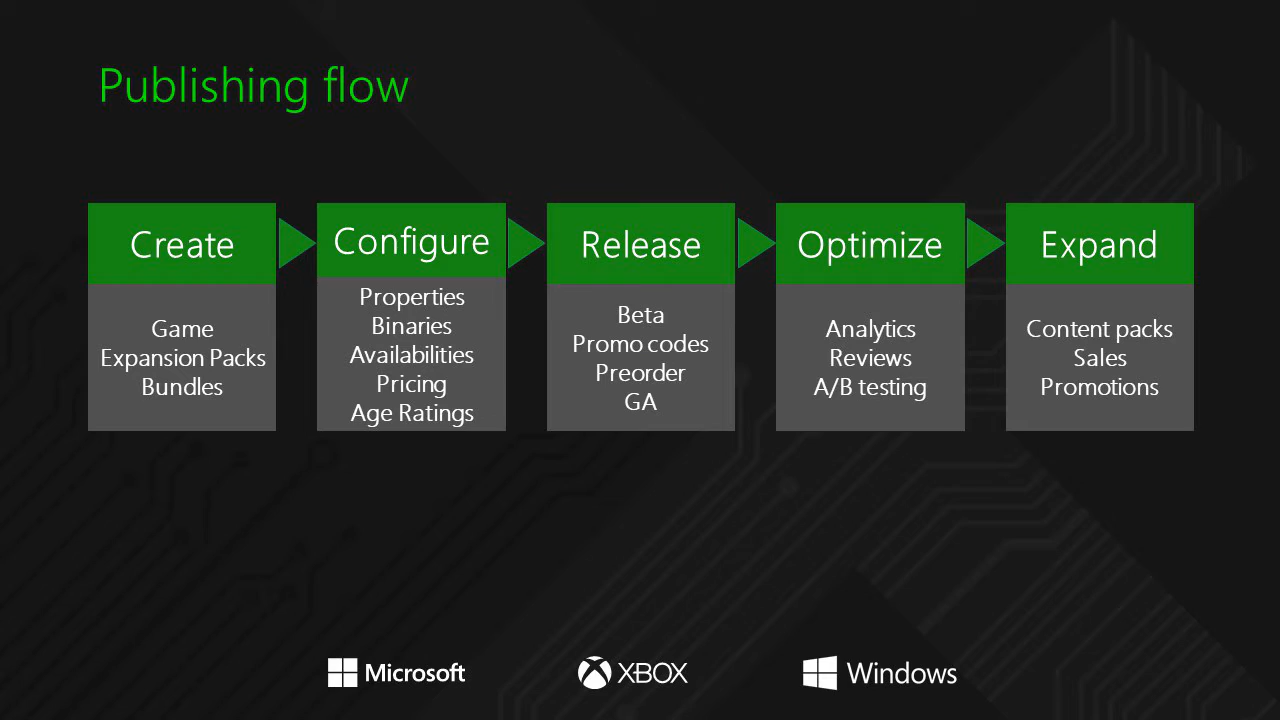 Publishing flow
Create
Game
Expansion Packs
Bundles
Configure
Properties
Binaries
Availabilities
Pricing
Age Ratings
Release
Beta
Promo codes
Preorder
GA
Optimize
Analytics
Reviews
A/B testing
Expand
Content packs
Sales
Promotions
Microsoft
XBOX
Windows